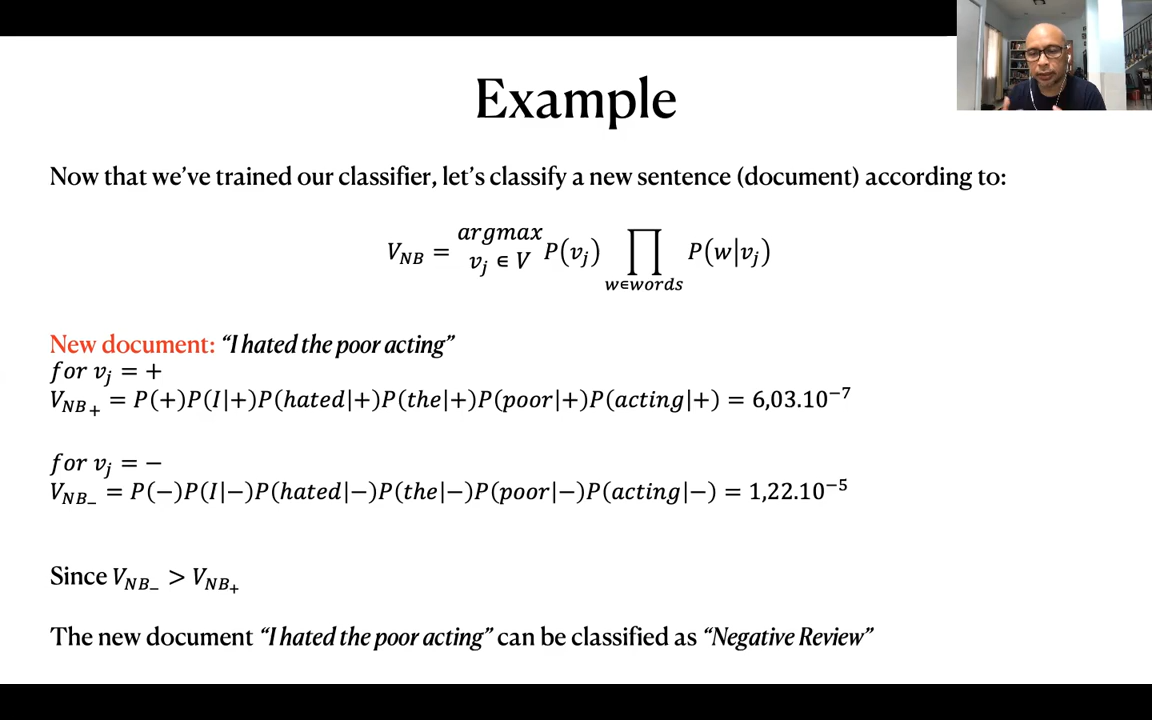 Example
Now that we've trained our classifier, let's classify a new sentence (document) according to:
V_NB = argmax v_j ∈ V P(v_j) ∏ w∈words P(w|v_j)
New document: "I hated the poor acting"
for v_j = +
V_NB+ = P(+)P(I|+)P(hated|+)P(the|+)P(poor|+)P(acting|+) = 6,03.10⁻⁷
for v_j = −
V_NB− = P(−)P(I|−)P(hated|−)P(the|−)P(poor|−)P(acting|−) = 1,22.10⁻⁵
Since V_NB− > V_NB+
The new document "I hated the poor acting" can be classified as "Negative Review"